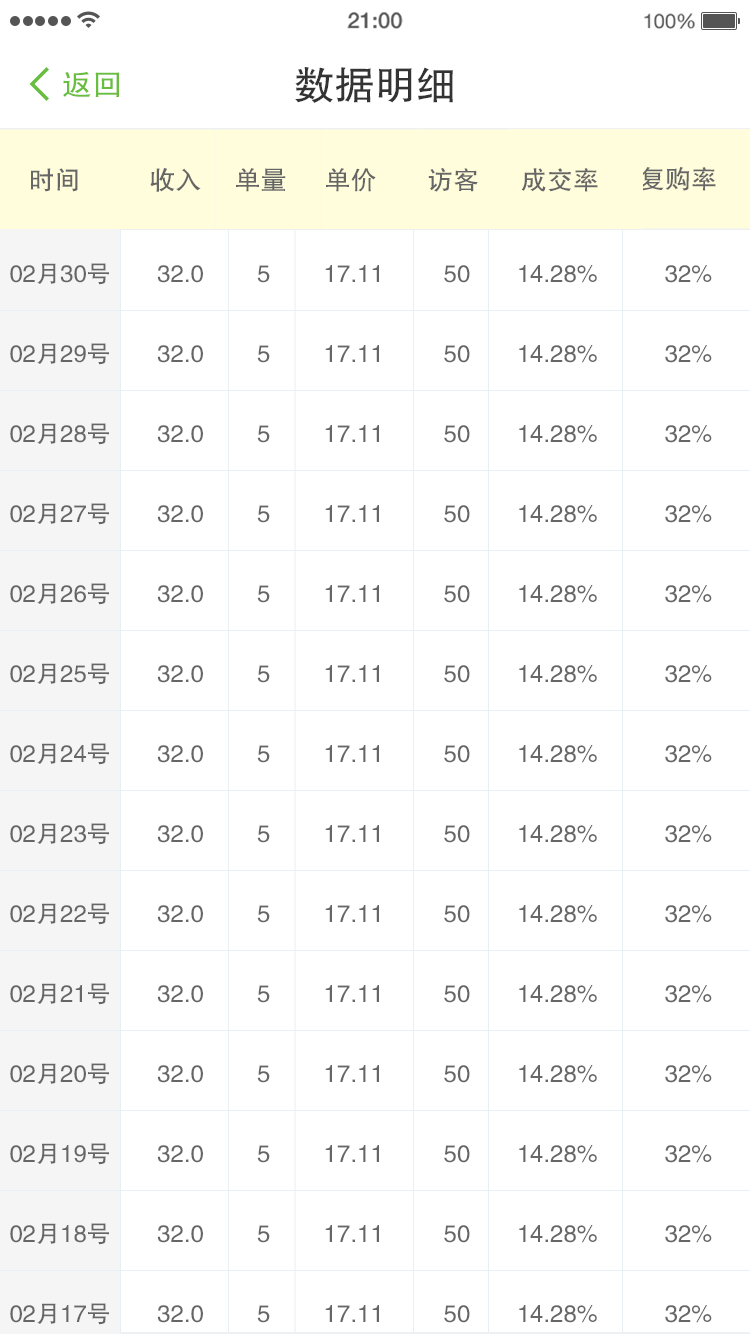 21:00 100%
返回 数据明细
时间 收入 单量 单价 访客 成交率 复购率
02月30号 32.0 5 17.11 50 14.28% 32%
02月29号 32.0 5 17.11 50 14.28% 32%
02月28号 32.0 5 17.11 50 14.28% 32%
02月27号 32.0 5 17.11 50 14.28% 32%
02月26号 32.0 5 17.11 50 14.28% 32%
02月25号 32.0 5 17.11 50 14.28% 32%
02月24号 32.0 5 17.11 50 14.28% 32%
02月23号 32.0 5 17.11 50 14.28% 32%
02月22号 32.0 5 17.11 50 14.28% 32%
02月21号 32.0 5 17.11 50 14.28% 32%
02月20号 32.0 5 17.11 50 14.28% 32%
02月19号 32.0 5 17.11 50 14.28% 32%
02月18号 32.0 5 17.11 50 14.28% 32%
02月17号 32.0 5 17.11 50 14.28% 32%